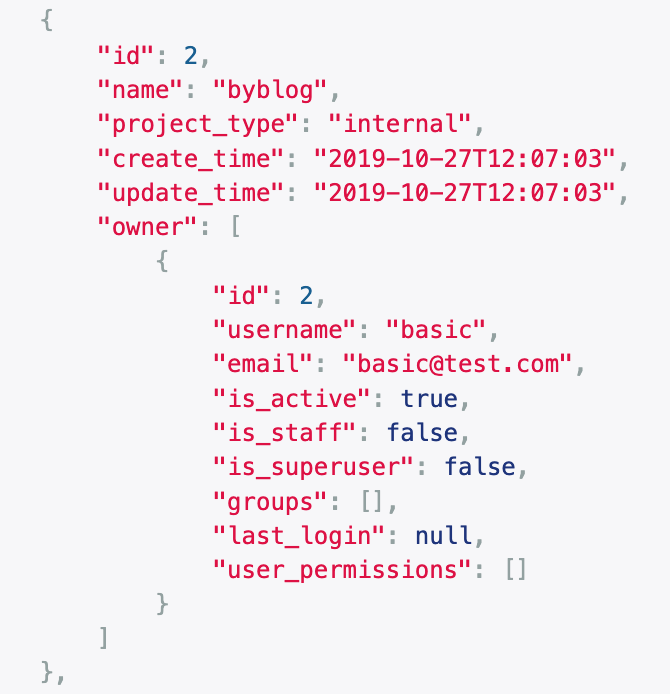 {
"id": 2,
"name": "byblog",
"project_type": "internal",
"create_time": "2019-10-27T12:07:03",
"update_time": "2019-10-27T12:07:03",
"owner": [
{
"id": 2,
"username": "basic",
"email": "basic@test.com",
"is_active": true,
"is_staff": false,
"is_superuser": false,
"groups": [],
"last_login": null,
"user_permissions": []
}
]
},